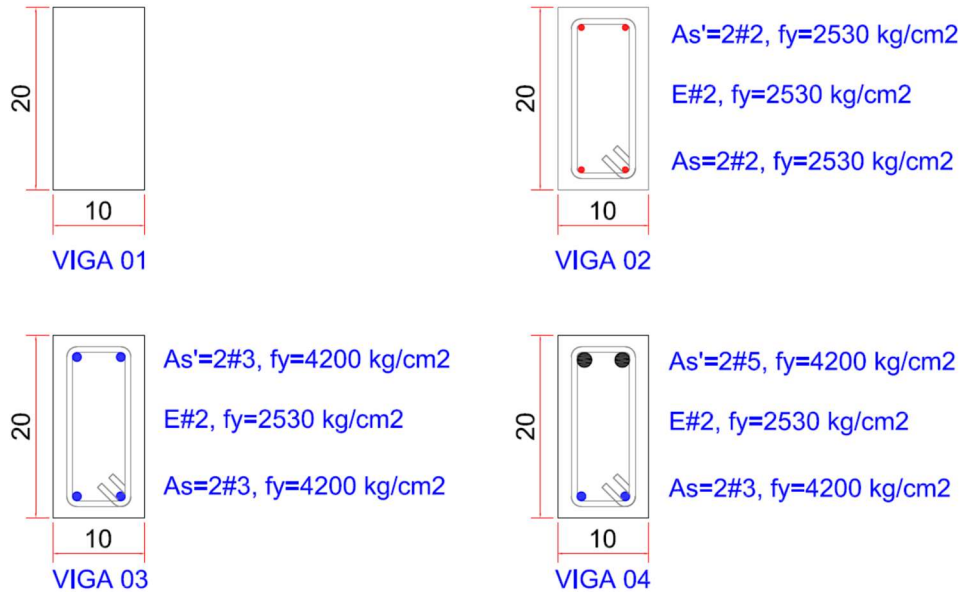 20
10
VIGA 01
As'=2#2, fy=2530 kg/cm2
E#2, fy=2530 kg/cm2
As=2#2, fy=2530 kg/cm2
20
10
VIGA 02
As'=2#3, fy=4200 kg/cm2
E#2, fy=2530 kg/cm2
As=2#3, fy=4200 kg/cm2
20
10
VIGA 03
As'=2#5, fy=4200 kg/cm2
E#2, fy=2530 kg/cm2
As=2#3, fy=4200 kg/cm2
20
10
VIGA 04